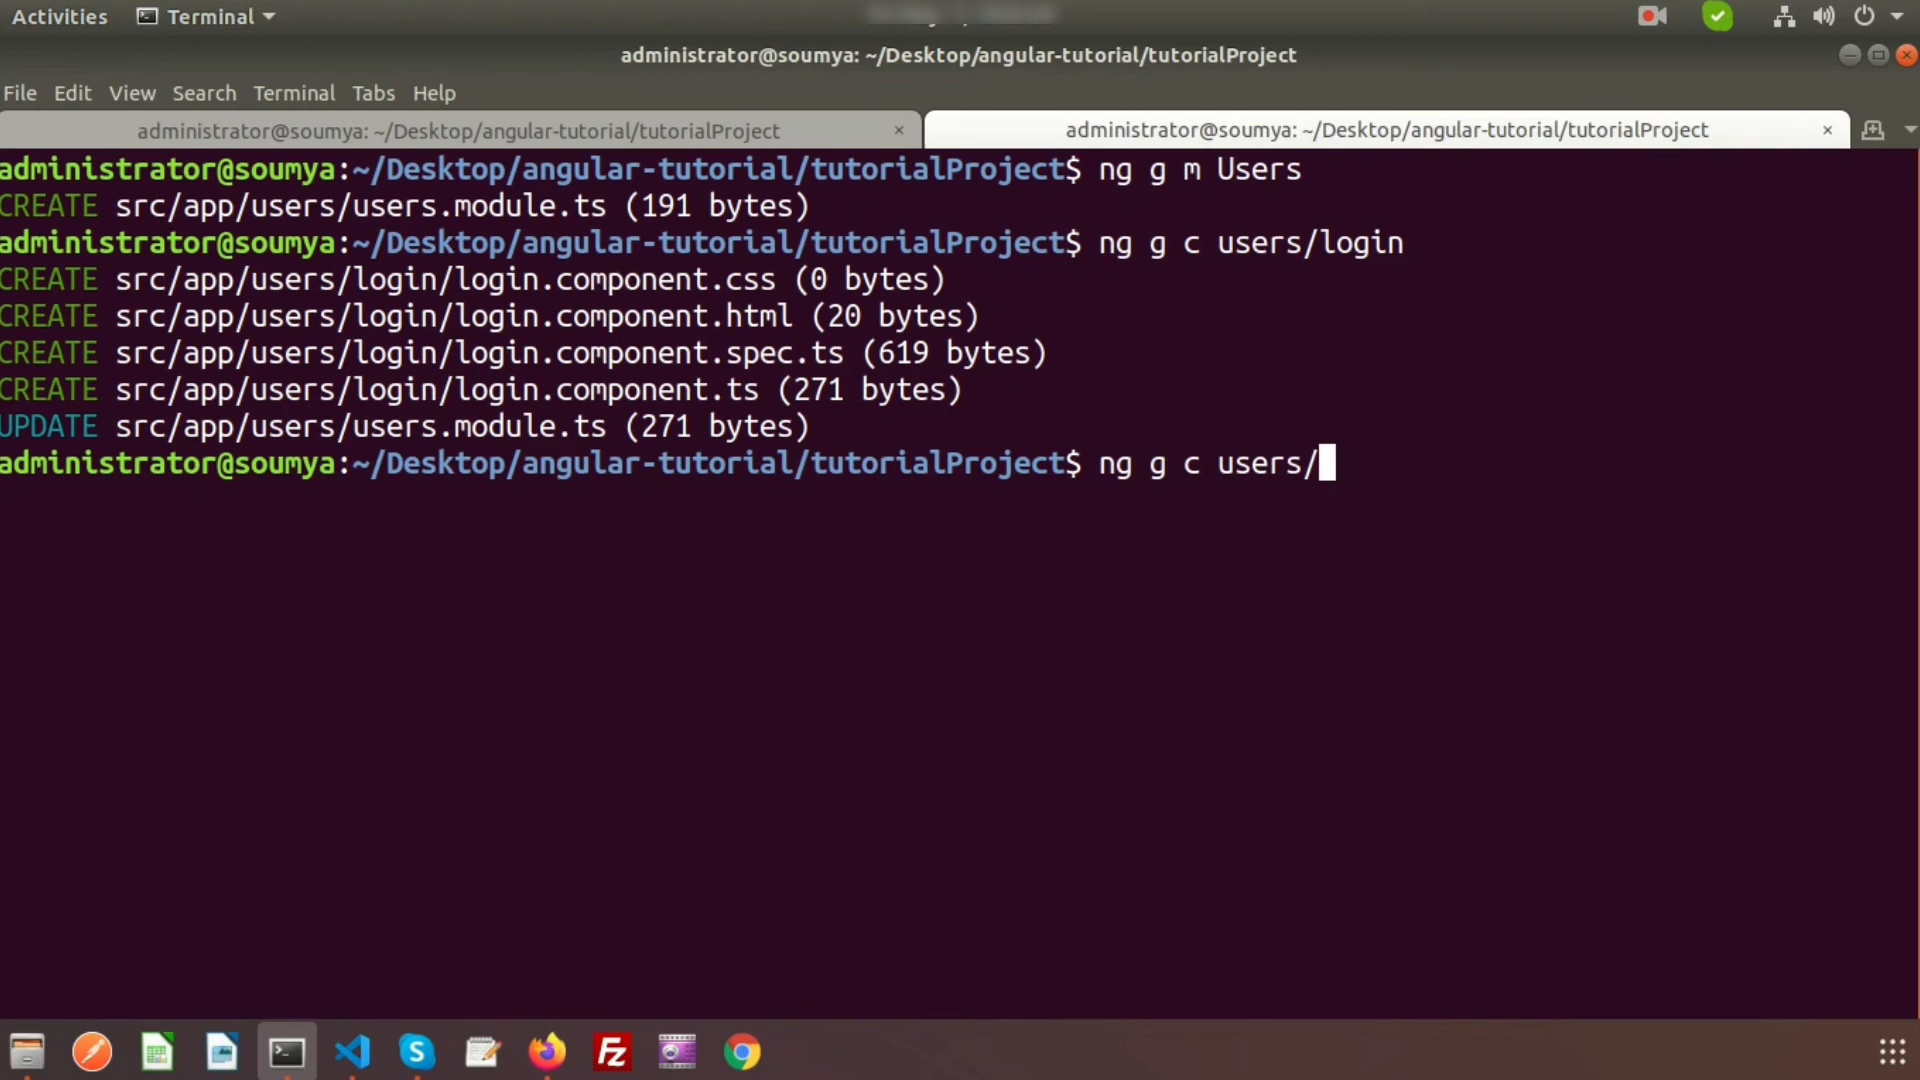 Activities Terminal
administrator@soumya: ~/Desktop/angular-tutorial/tutorialProject
File Edit View Search Terminal Tabs Help
administrator@soumya: ~/Desktop/angular-tutorial/tutorialProject × administrator@soumya: ~/Desktop/angular-tutorial/tutorialProject ×
administrator@soumya:~/Desktop/angular-tutorial/tutorialProject$ ng g m Users
CREATE src/app/users/users.module.ts (191 bytes)
administrator@soumya:~/Desktop/angular-tutorial/tutorialProject$ ng g c users/login
CREATE src/app/users/login/login.component.css (0 bytes)
CREATE src/app/users/login/login.component.html (20 bytes)
CREATE src/app/users/login/login.component.spec.ts (619 bytes)
CREATE src/app/users/login/login.component.ts (271 bytes)
UPDATE src/app/users/users.module.ts (271 bytes)
administrator@soumya:~/Desktop/angular-tutorial/tutorialProject$ ng g c users/
S Fz